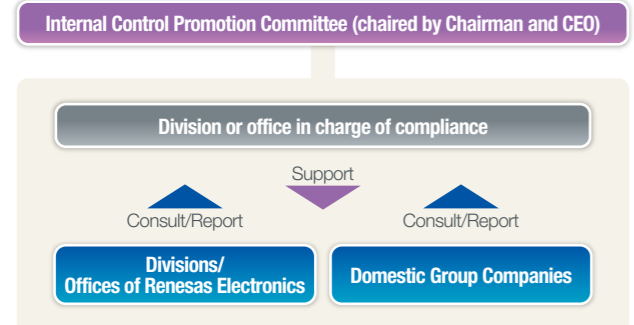 Internal Control Promotion Committee (chaired by Chairman and CEO)
Division or office in charge of compliance
Support
Consult/Report
Consult/Report
Divisions/
Offices of Renesas Electronics
Domestic Group Companies